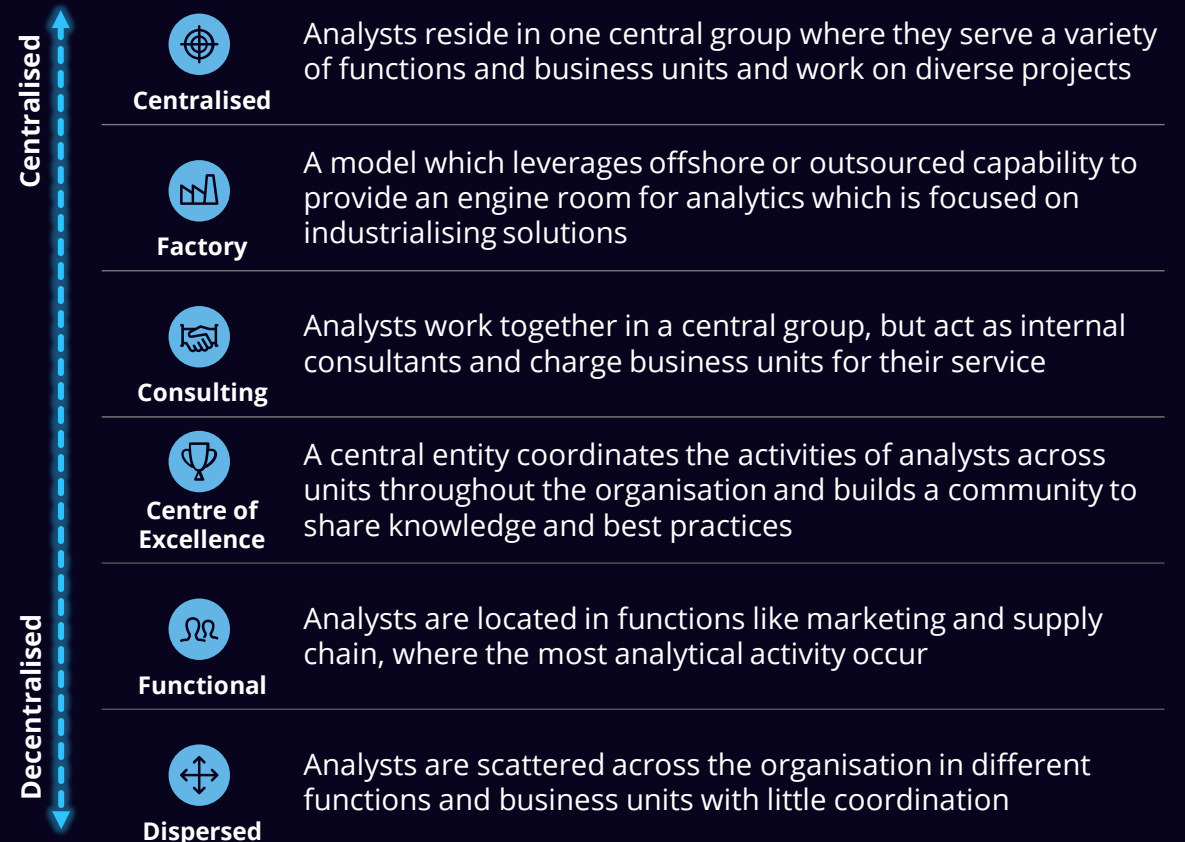 Centralised
Analysts reside in one central group where they serve a variety
of functions and business units and work on diverse projects
Centralised
A model which leverages offshore or outsourced capability to
provide an engine room for analytics which is focused on
industrialising solutions
Factory
Analysts work together in a central group, but act as internal
consultants and charge business units for their service
Consulting
A central entity coordinates the activities of analysts across
units throughout the organisation and builds a community to
share knowledge and best practices
Centre of
Excellence
Decentralised
Analysts are located in functions like marketing and supply
chain, where the most analytical activity occur
Functional
Analysts are scattered across the organisation in different
functions and business units with little coordination
Dispersed